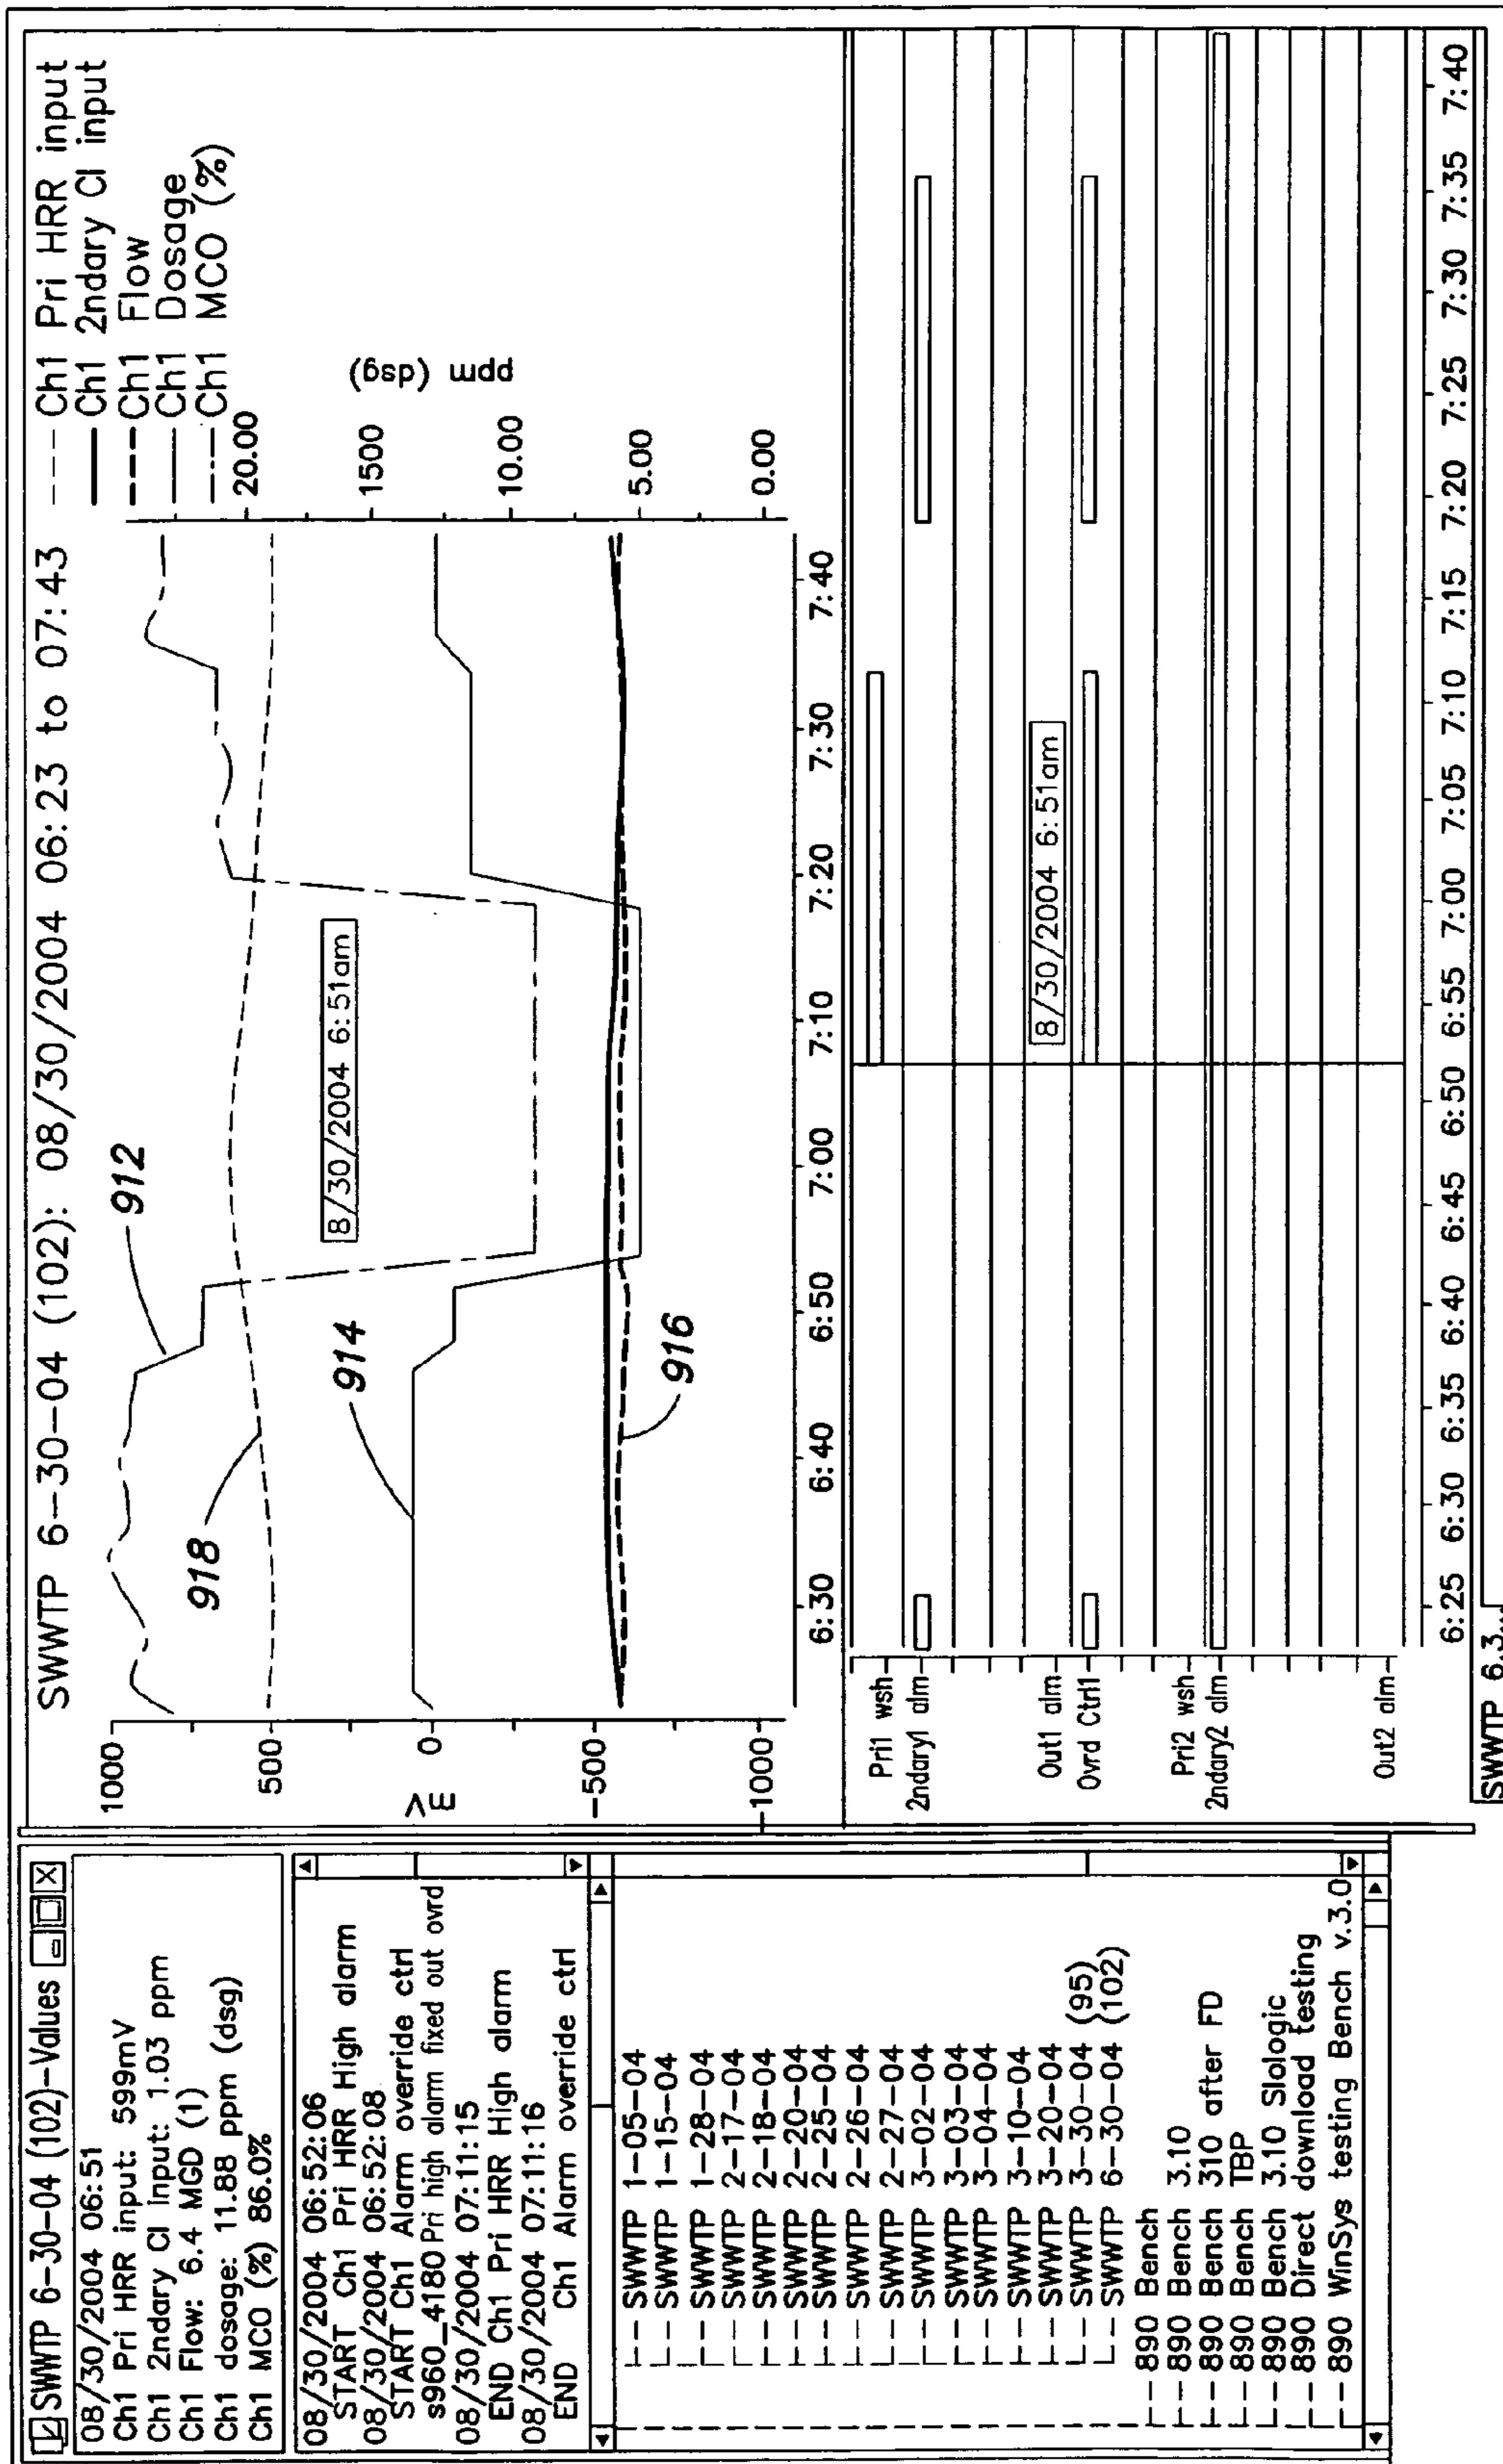 SWWTP 6-30-04 (102)-Values
08/30/2004 06:51
Ch1 Pri HRR input: 599mV
Ch1 2ndary Cl input: 1.03 ppm
Ch1 Flow: 6.4 MGD (1)
Ch1 dosage: 11.88 ppm (dsg)
Ch1 MCO (%) 86.0%
08/30/2004 06:52:06
START Ch1 Pri HRR High alarm
08/30/2004 06:52:08
START Ch1 Alarm override ctrl
s960_4180 Pri high alarm fixed out ovrd
08/30/2004 07:11:15
END Ch1 Pri HRR High alarm
08/30/2004 07:11:16
END Ch1 Alarm override ctrl
SWWTP 1-05-04
SWWTP 1-15-04
SWWTP 1-28-04
SWWTP 2-17-04
SWWTP 2-18-04
SWWTP 2-20-04
SWWTP 2-25-04
SWWTP 2-26-04
SWWTP 2-27-04
SWWTP 3-02-04
SWWTP 3-03-04
SWWTP 3-04-04
SWWTP 3-10-04
SWWTP 3-20-04
SWWTP 3-30-04 (95)
SWWTP 6-30-04 (102)
890 Bench
890 Bench 3.10
890 Bench 310 after FD
890 Bench TBP
890 Bench 3.10 Slalogic
890 Direct download testing
890 WinSys testing Bench v.3.0
SWWTP 6-30-04 (102): 08/30/2004 06:23 to 07:43
Ch1 Pri HRR input
Ch1 2ndary Cl input
Ch1 Flow
Ch1 Dosage
Ch1 MCO (%)
1000
500
0
-500
-1000
mV
912
918
914
916
8/30/2004 6:51am
20.00
1500
10.00
5.00
0.00
ppm (dsg)
6:30 6:40 6:50 7:00 7:10 7:20 7:30 7:40
Pri1 wsh
2ndary1 alm
Out1 alm
Ovrd Ctrl1
Pri2 wsh
2ndary2 alm
Out2 alm
8/30/2004 6:51am
6:25 6:30 6:35 6:40 6:45 6:50 6:55 7:00 7:05 7:10 7:15 7:20 7:25 7:30 7:35 7:40
SWWTP 6.3...